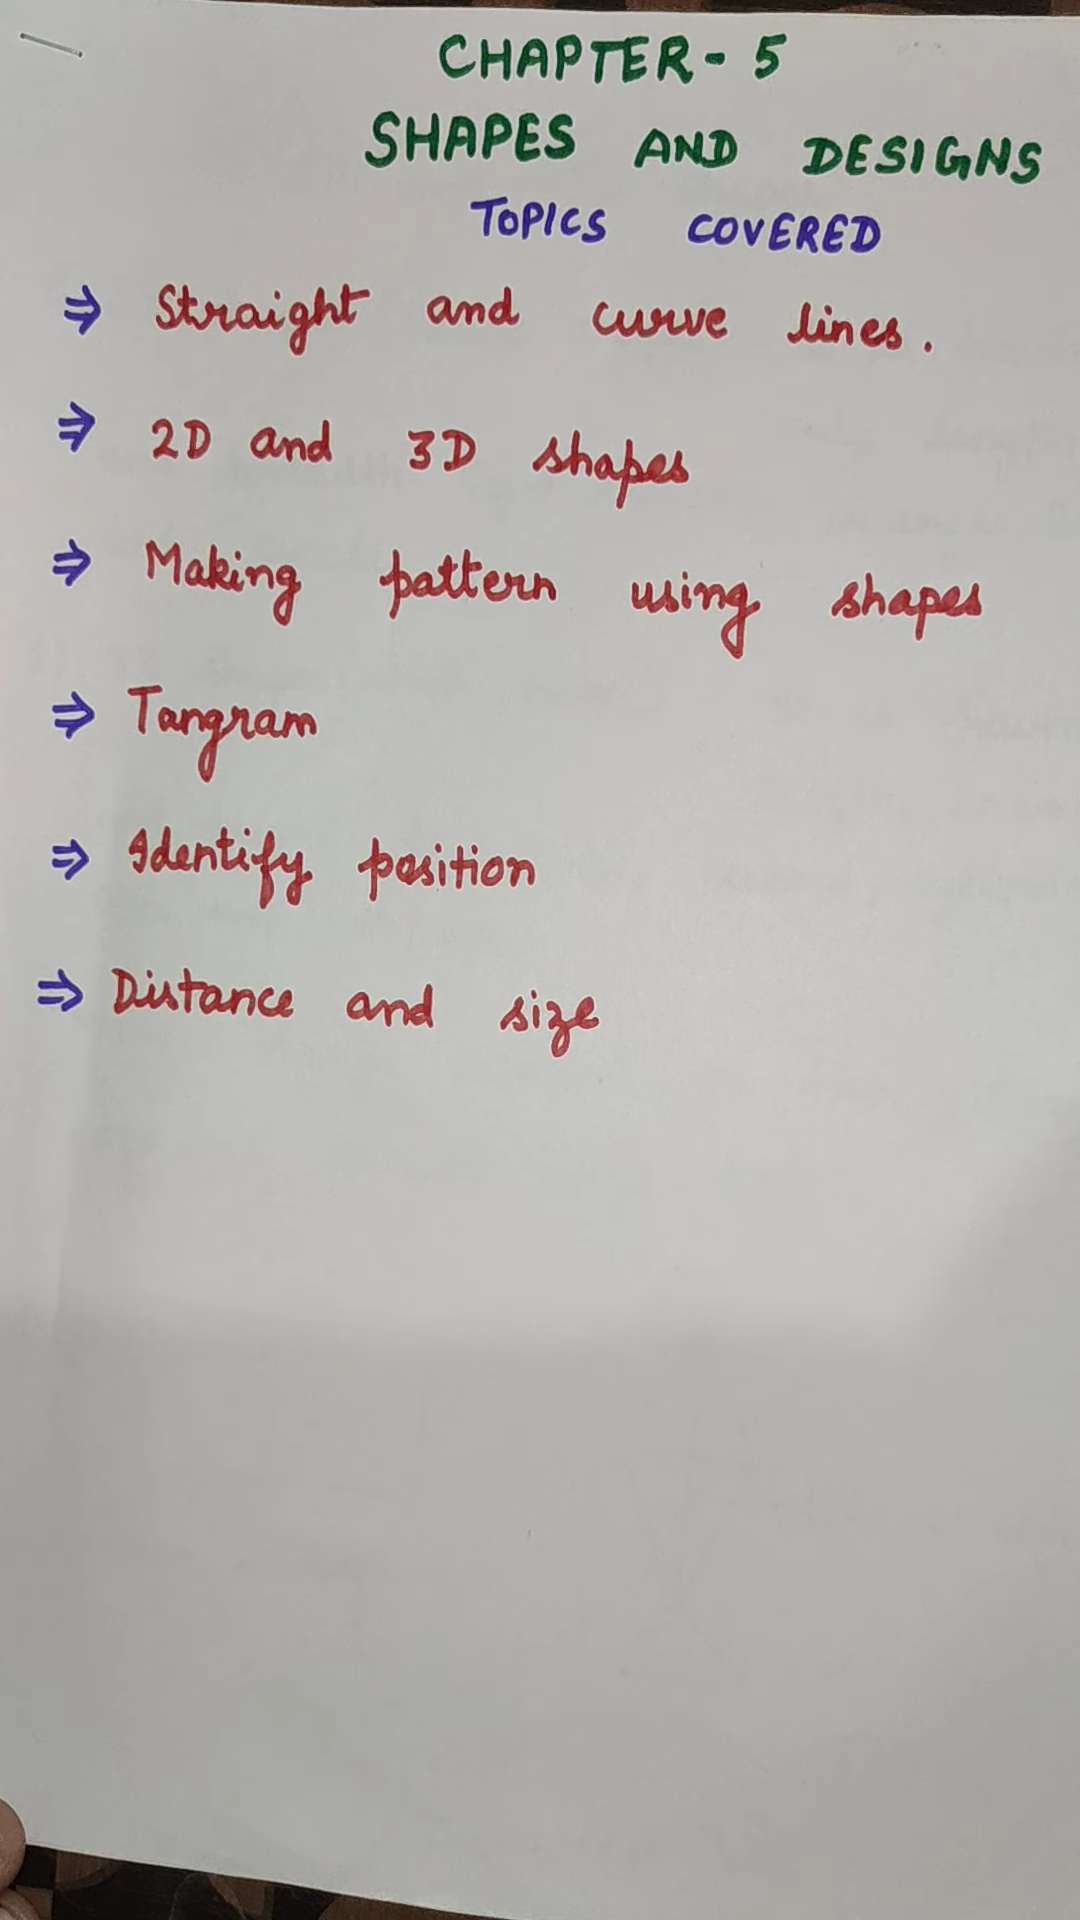 CHAPTER - 5
SHAPES AND DESIGNS
TOPICS COVERED
⇒ Straight and curve lines.
⇒ 2D and 3D shapes
⇒ Making pattern using shapes
⇒ Tangram
⇒ Identify position
⇒ Distance and size